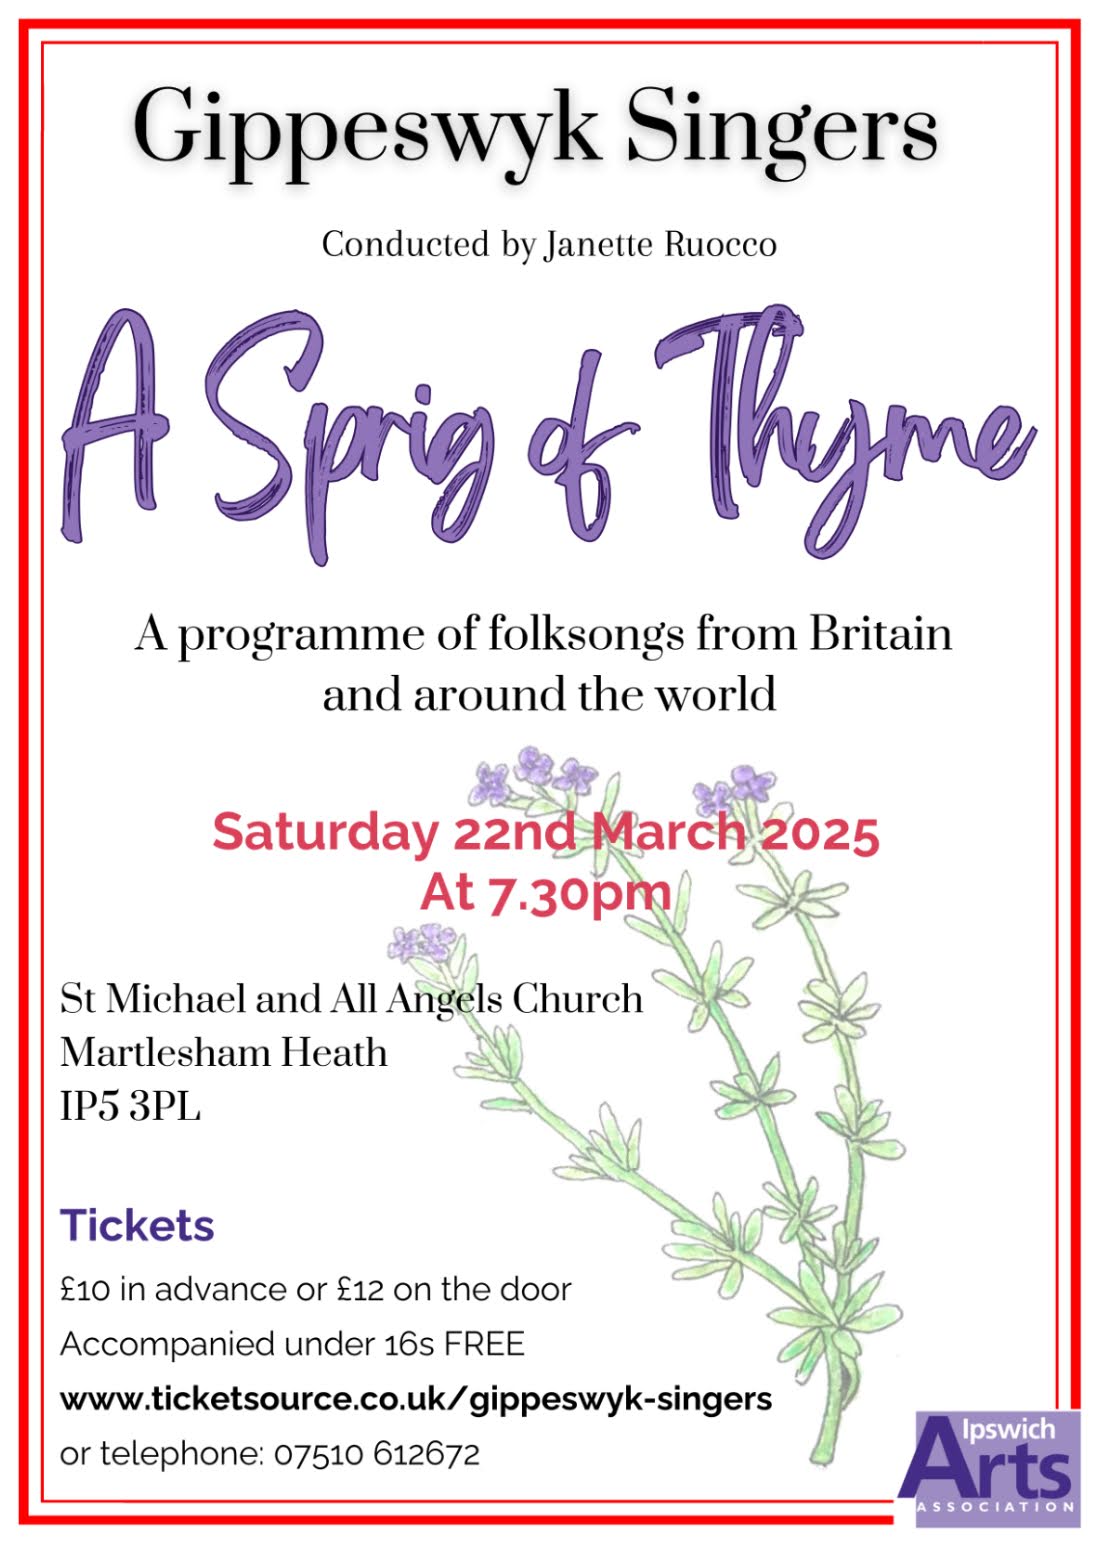 Gippeswyk Singers
Conducted by Janette Ruocco
A Sprig of Thyme
A programme of folksongs from Britain
and around the world
Saturday 22nd March 2025
At 7.30pm
St Michael and All Angels Church
Martlesham Heath
IP5 3PL
Tickets
£10 in advance or £12 on the door
Accompanied under 16s FREE
www.ticketsource.co.uk/gippeswyk-singers
or telephone: 07510 612672
Ipswich
Arts
ASSOCIATION